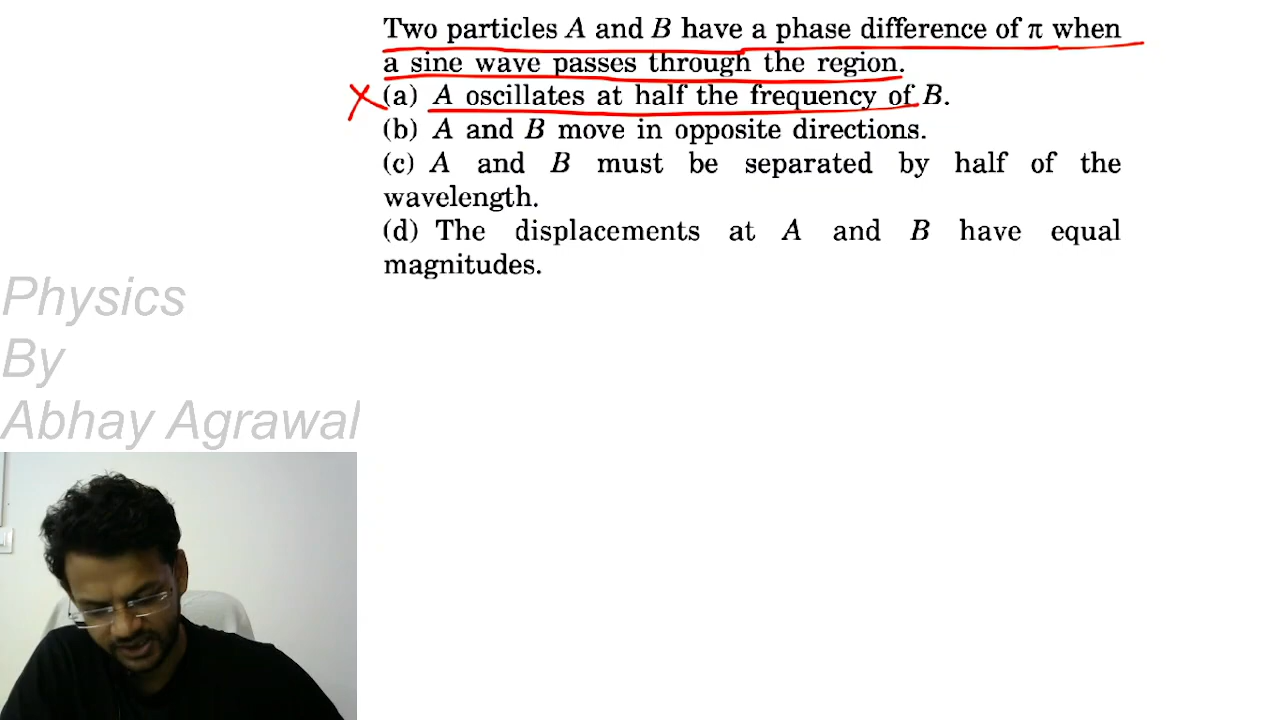 Two particles A and B have a phase difference of π when
a sine wave passes through the region.
(a) A oscillates at half the frequency of B.
(b) A and B move in opposite directions.
(c) A and B must be separated by half of the
wavelength.
(d) The displacements at A and B have equal
magnitudes.
Physics
By
Abhay Agrawal